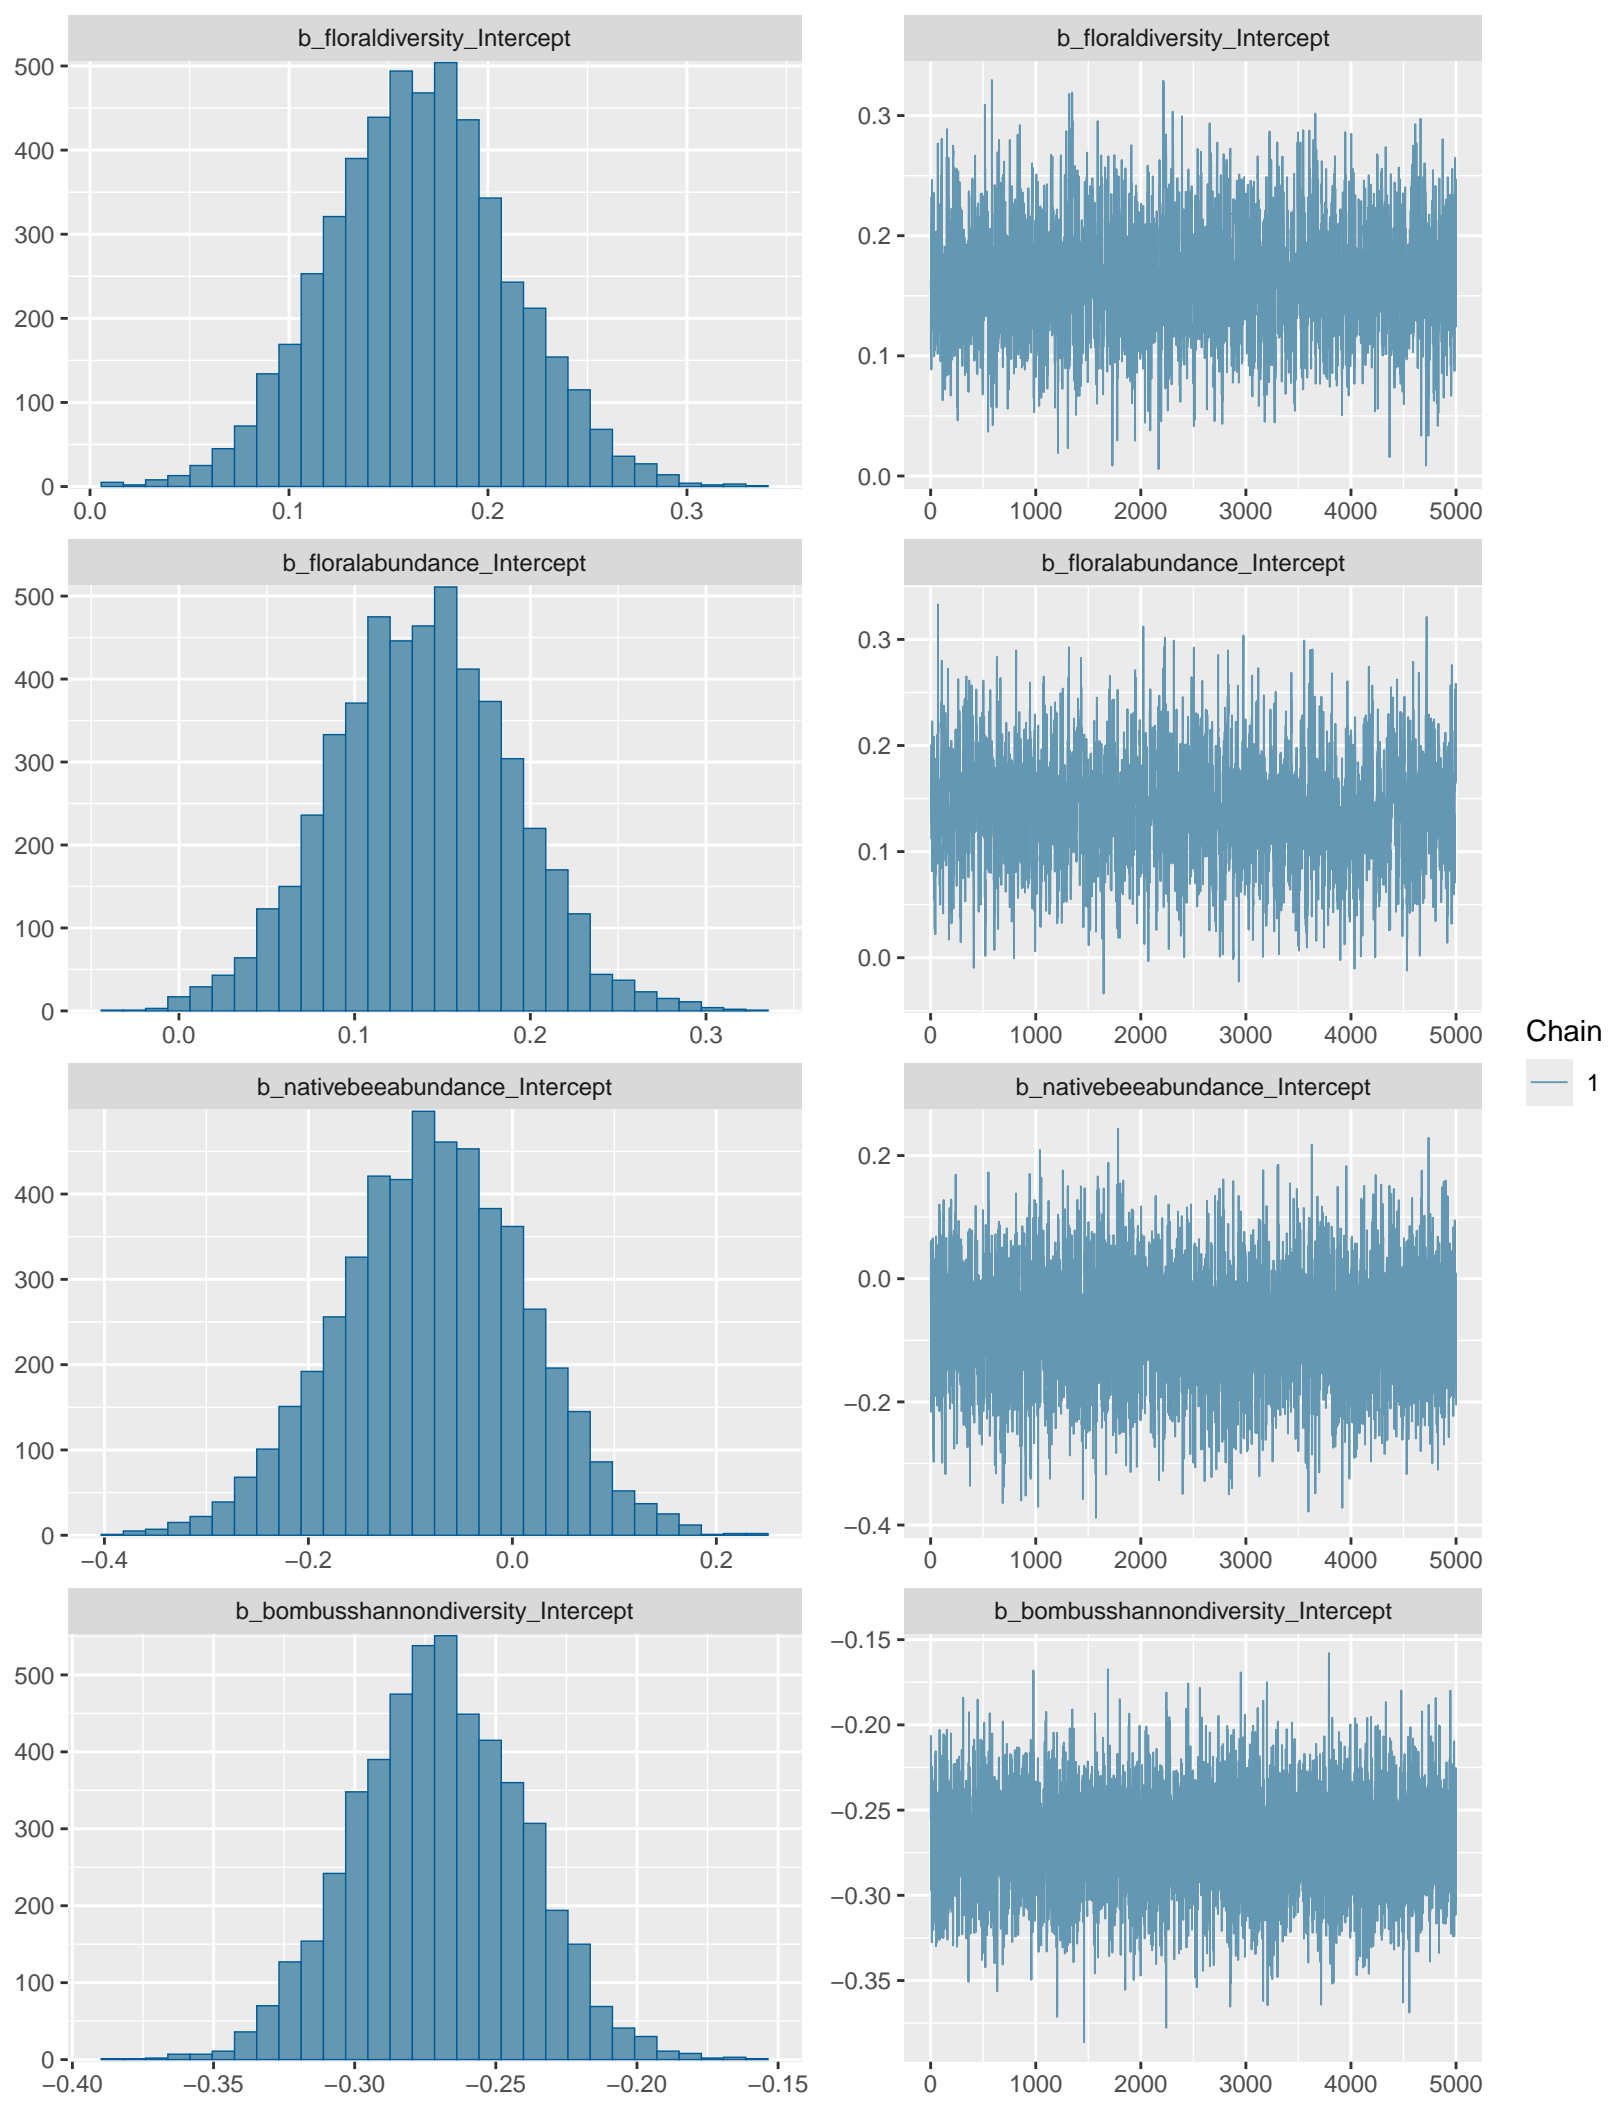 b_floraldiversity_Intercept
500
400
300
200
100
0
0.0 0.1 0.2 0.3
b_floraldiversity_Intercept
0.3
0.2
0.1
0.0
0 1000 2000 3000 4000 5000
b_floralabundance_Intercept
500
400
300
200
100
0
0.0 0.1 0.2 0.3
b_floralabundance_Intercept
0.3
0.2
0.1
0.0
0 1000 2000 3000 4000 5000
b_nativebeeabundance_Intercept
400
300
200
100
0
−0.4 −0.2 0.0 0.2
b_nativebeeabundance_Intercept
0.2
0.0
−0.2
−0.4
0 1000 2000 3000 4000 5000
b_bombusshannondiversity_Intercept
500
400
300
200
100
0
−0.40 −0.35 −0.30 −0.25 −0.20 −0.15
b_bombusshannondiversity_Intercept
−0.15
−0.20
−0.25
−0.30
−0.35
0 1000 2000 3000 4000 5000
Chain
1